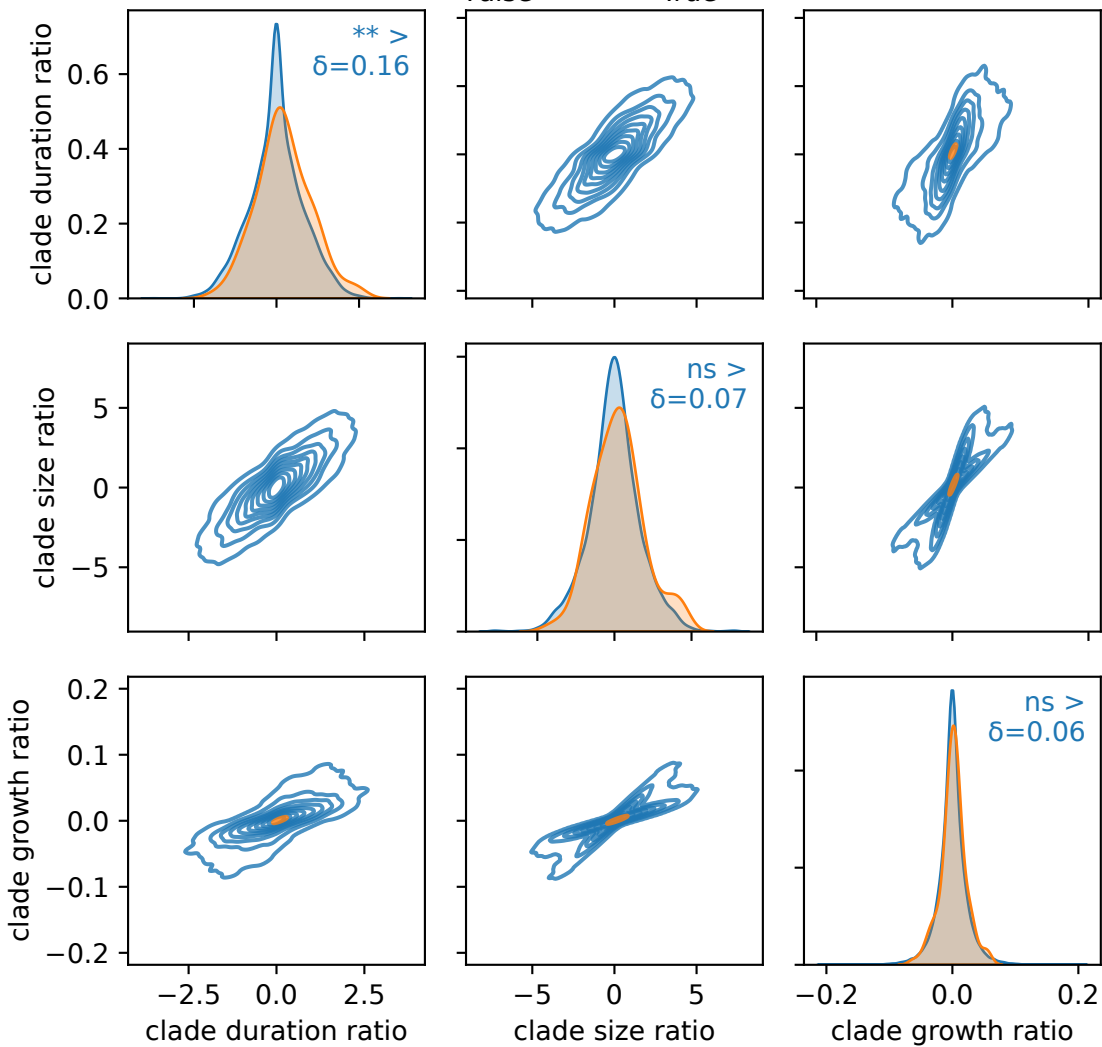 ** >
δ=0.16
clade duration ratio
0.6
0.4
0.2
0.0
ns >
δ=0.07
clade size ratio
5
0
−5
ns >
δ=0.06
clade growth ratio
0.2
0.1
0.0
−0.1
−0.2
−2.5 0.0 2.5
−5 0 5
−0.2 0.0 0.2
clade duration ratio
clade size ratio
clade growth ratio